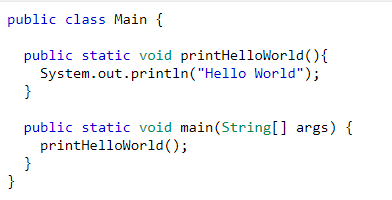 public class Main {
public static void printHelloWorld(){
System.out.println("Hello World");
}
public static void main(String[] args) {
printHelloWorld();
}
}